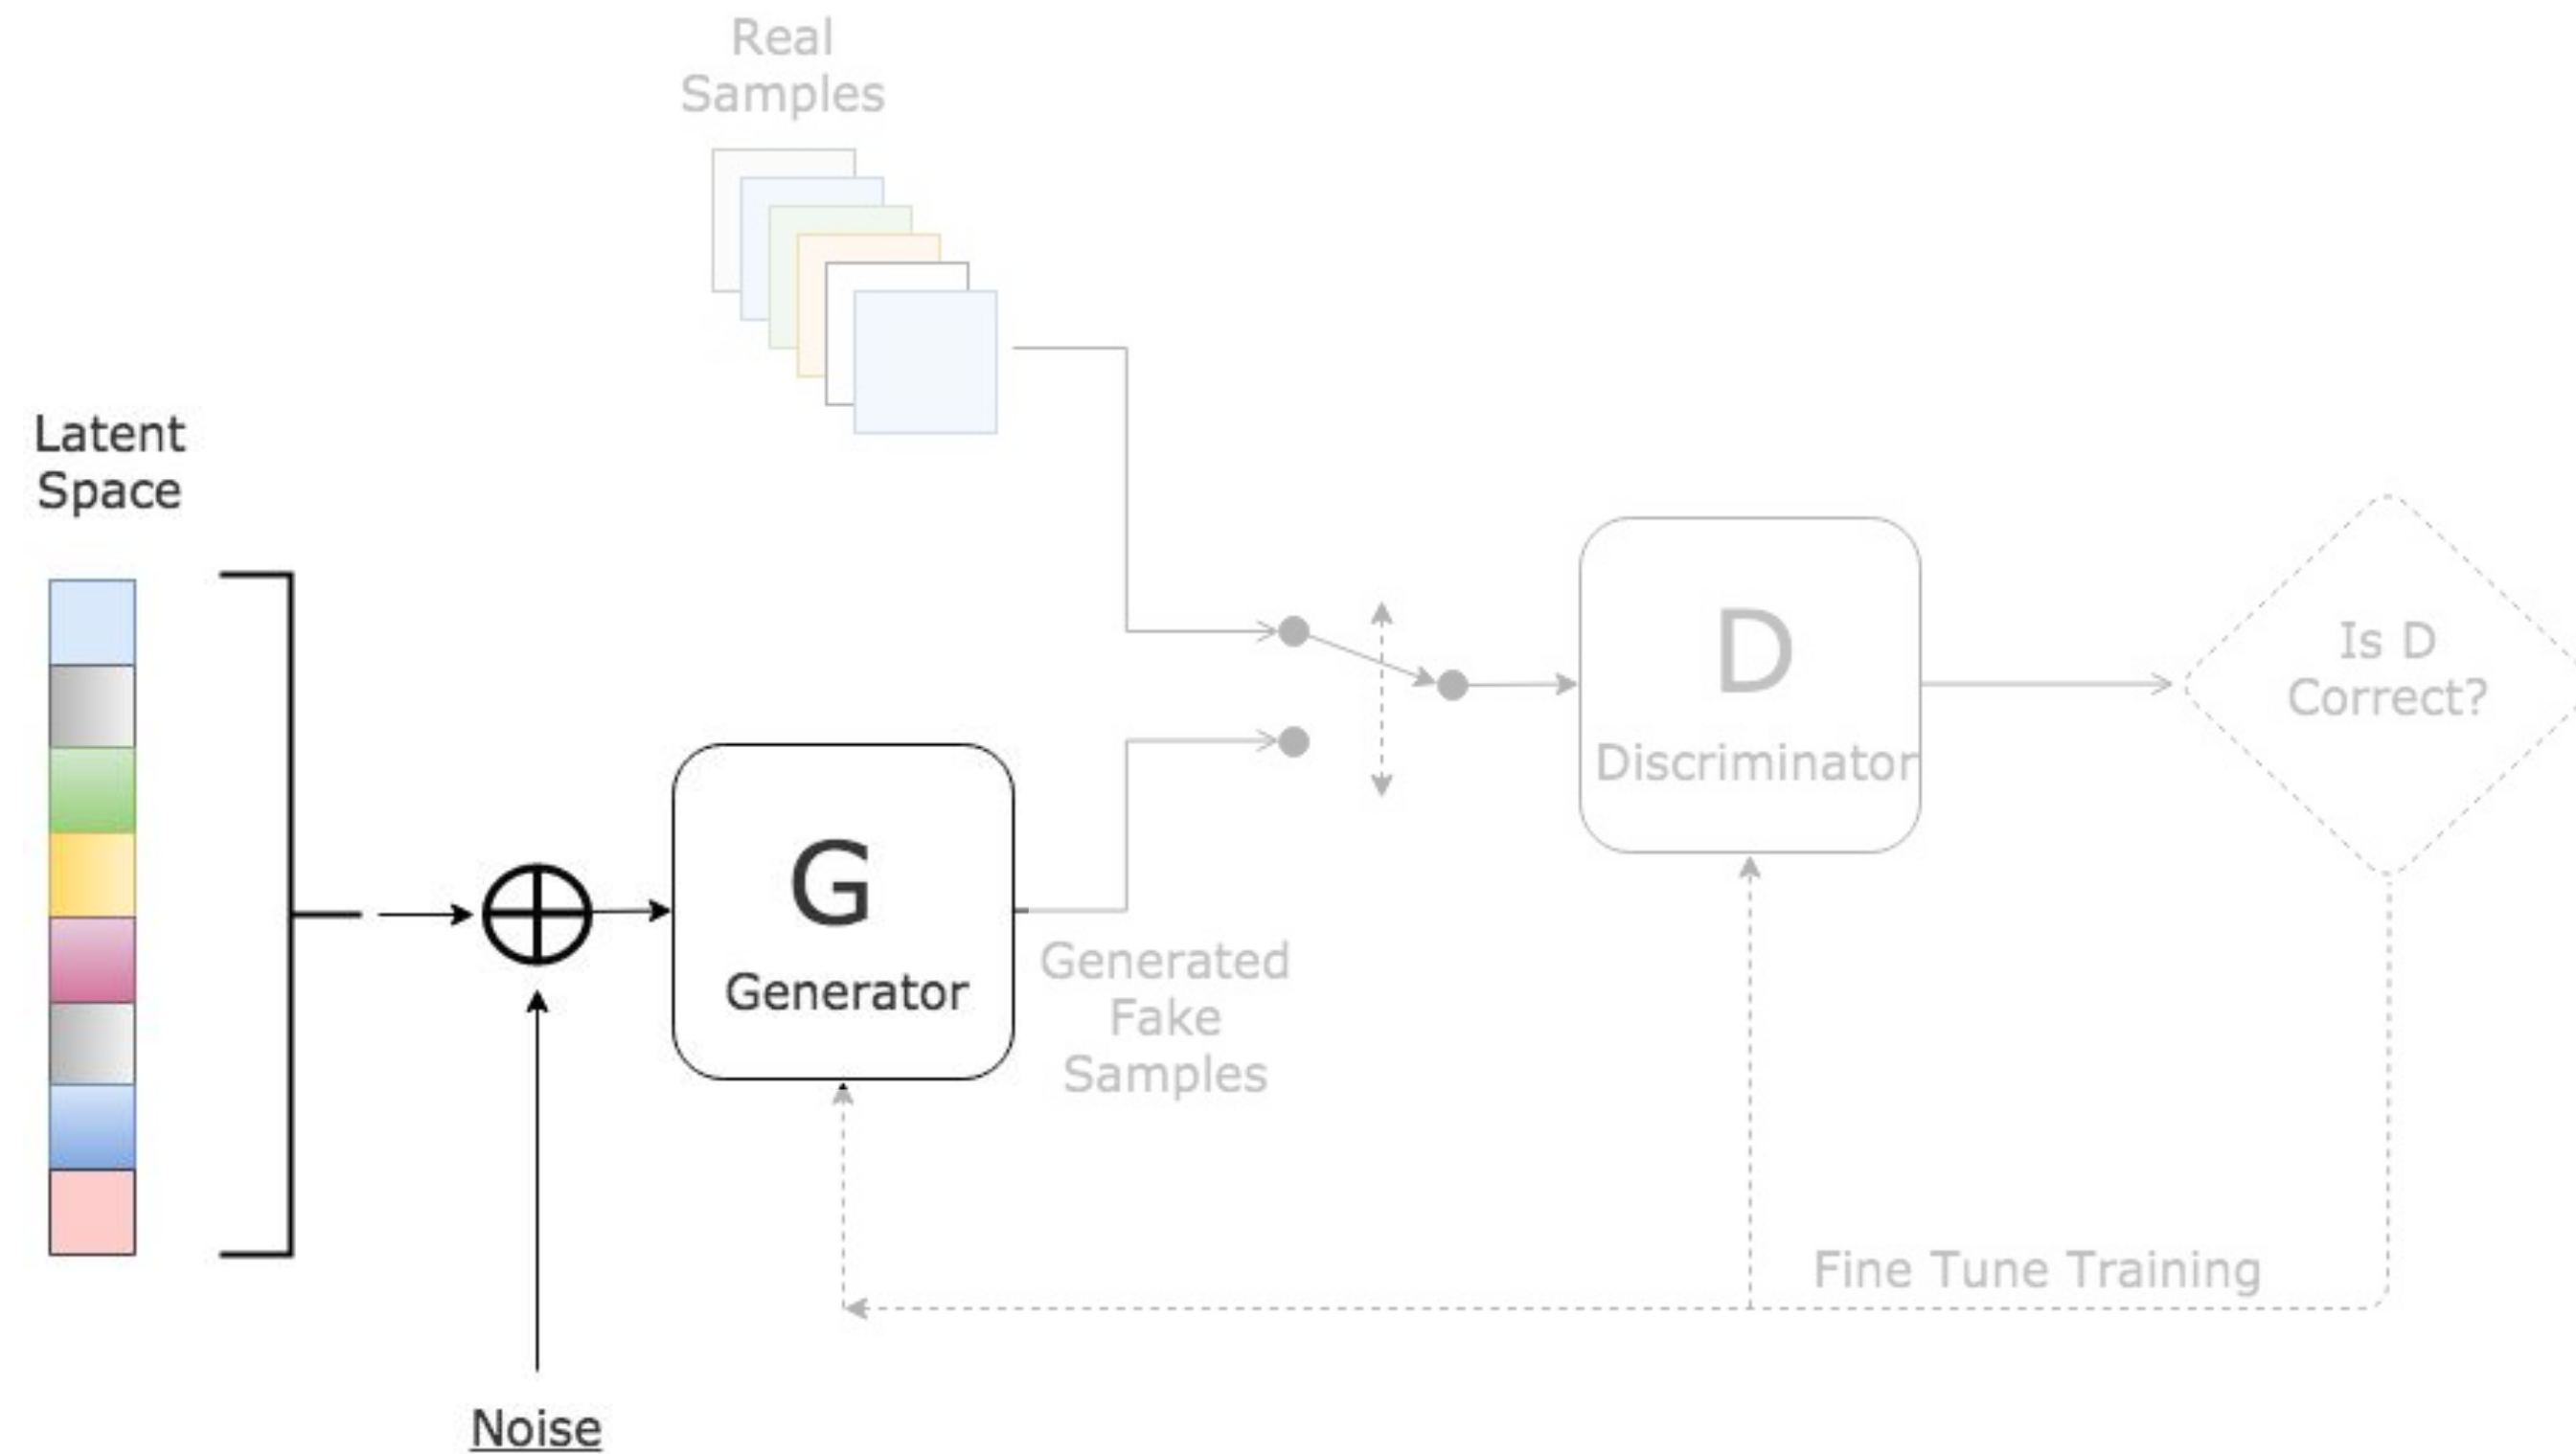 Real
Samples
Latent
Space
D
Discriminator
Is D
Correct?
G
Generator
Generated
Fake
Samples
Fine Tune Training
Noise